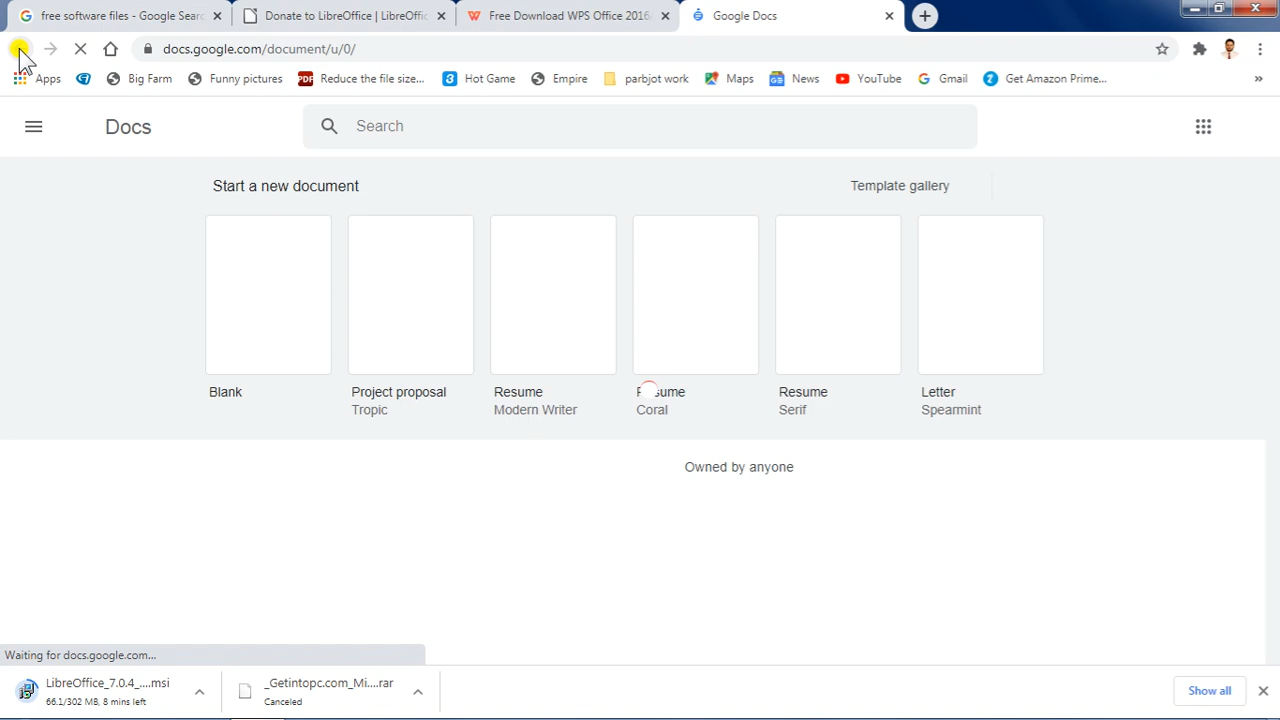 free software files - Google Searc
Donate to LibreOffice | LibreOffic
Free Download WPS Office 2016
Google Docs
docs.google.com/document/u/0/
Apps
Big Farm
Funny pictures
PDF
Reduce the file size...
Hot Game
Empire
parbjot work
Maps
News
YouTube
Gmail
Get Amazon Prime...
»
Docs
Search
Start a new document
Template gallery
Blank
Project proposal
Tropic
Resume
Modern Writer
Resume
Coral
Resume
Serif
Letter
Spearmint
Owned by anyone
Waiting for docs.google.com...
LibreOffice_7.0.4_....msi
66.1/302 MB, 8 mins left
_Getintopc.com_Mi....rar
Canceled
Show all